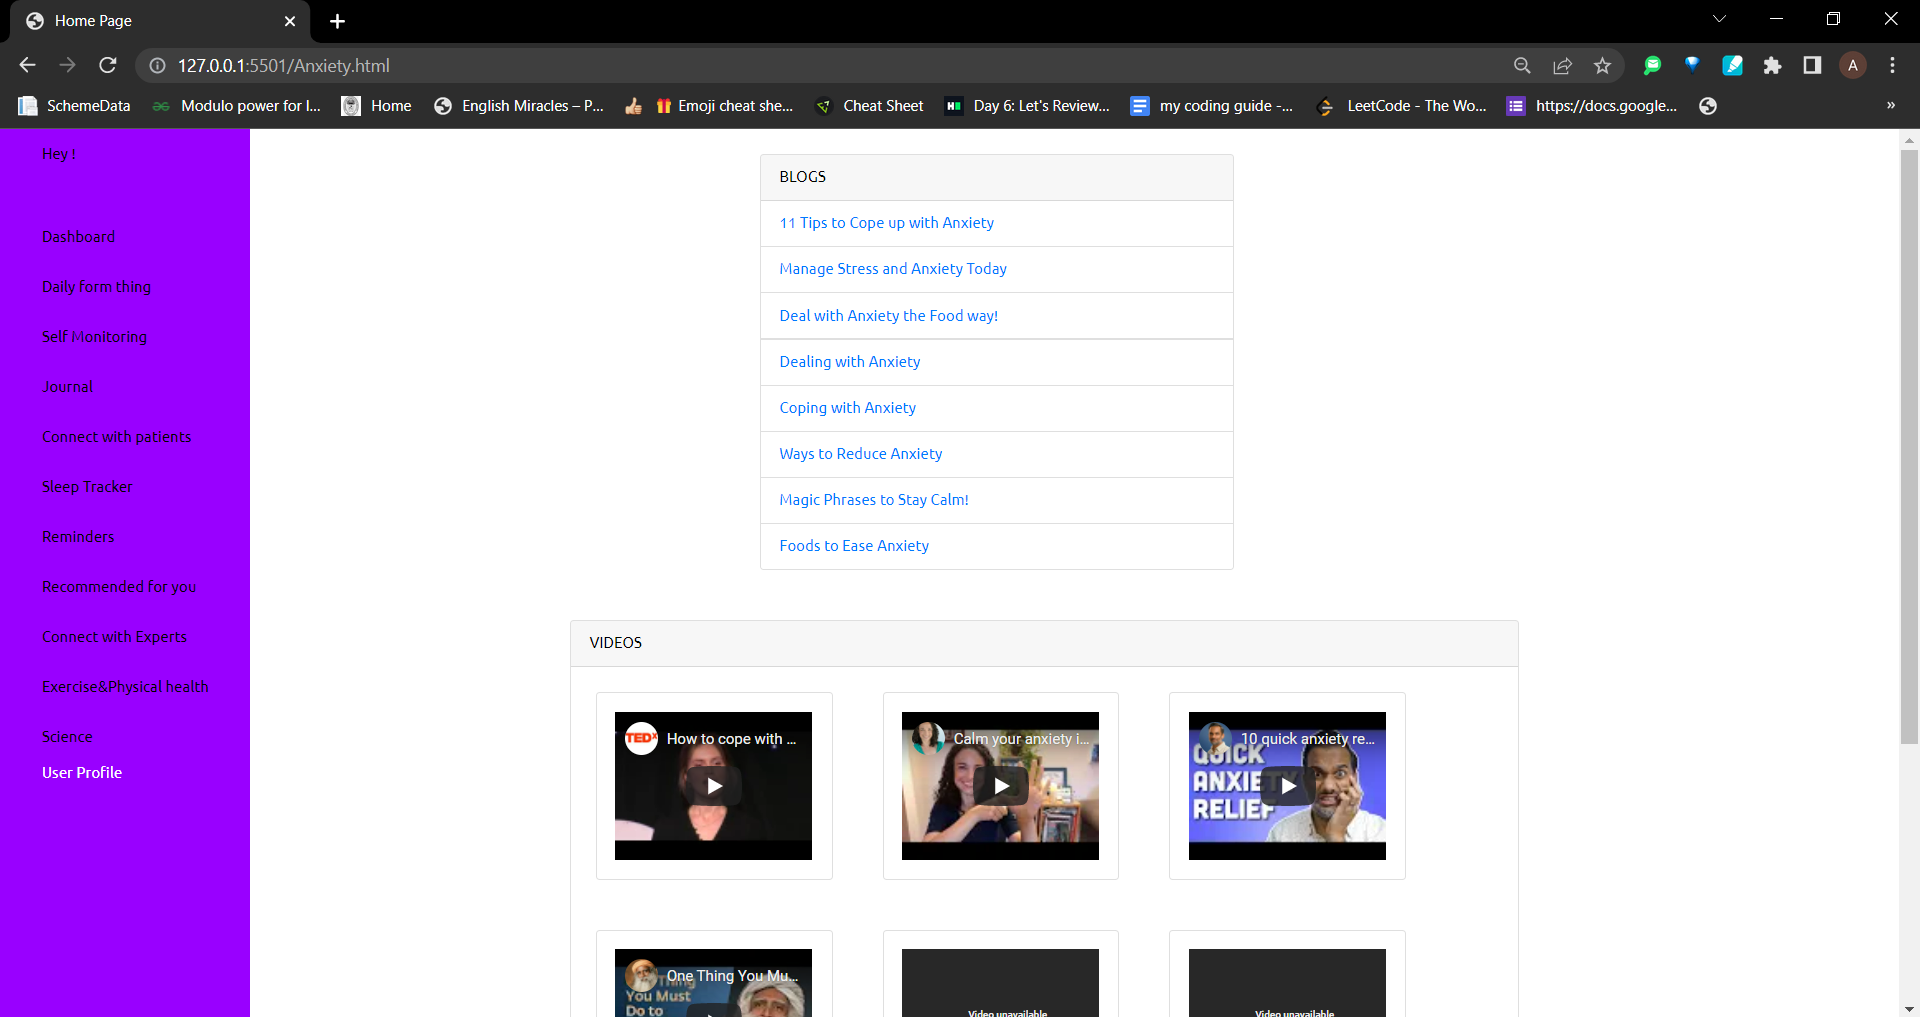 Home Page
127.0.0.1:5501/Anxiety.html
A
SchemeData
Modulo power for I...
Home
English Miracles – P...
Emoji cheat she...
Cheat Sheet
Day 6: Let's Review...
my coding guide -...
LeetCode - The Wo...
https://docs.google...
»
Hey !
Dashboard
Daily form thing
Self Monitoring
Journal
Connect with patients
Sleep Tracker
Reminders
Recommended for you
Connect with Experts
Exercise&Physical health
Science
User Profile
BLOGS
11 Tips to Cope up with Anxiety
Manage Stress and Anxiety Today
Deal with Anxiety the Food way!
Dealing with Anxiety
Coping with Anxiety
Ways to Reduce Anxiety
Magic Phrases to Stay Calm!
Foods to Ease Anxiety
VIDEOS
TEDx
How to cope with ...
Calm your anxiety i...
10 quick anxiety re...
QUICK
ANXIETY
RELIEF
One Thing You Mu...
Thing
You Must
Do to
Video unavailable
Video unavailable